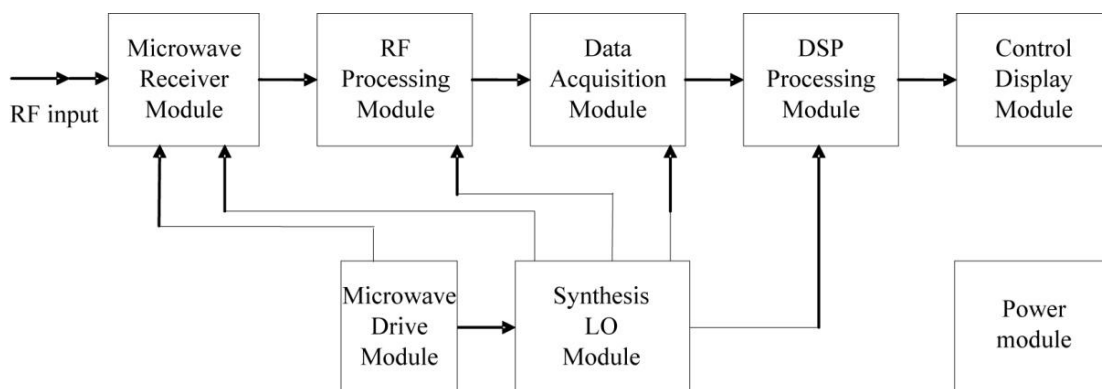 RF input
Microwave
Receiver
Module
RF
Processing
Module
Data
Acquisition
Module
DSP
Processing
Module
Control
Display
Module
Microwave
Drive
Module
Synthesis
LO
Module
Power
module